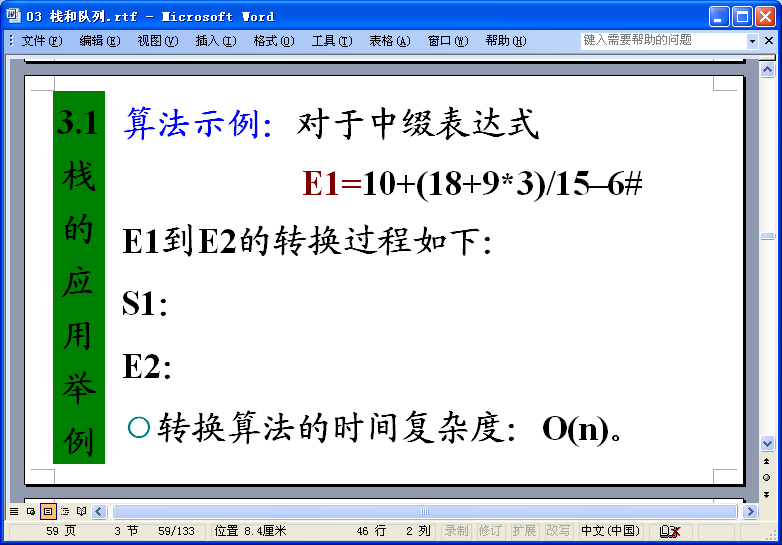 03 栈和队列.rtf - Microsoft Word
文件(F) 编辑(E) 视图(V) 插入(I) 格式(O) 工具(T) 表格(A) 窗口(W) 帮助(H) 键入需要帮助的问题
3.1栈的应用举例
算法示例：对于中缀表达式
E1=10+(18+9*3)/15–6#
E1到E2的转换过程如下：
S1：
E2：
转换算法的时间复杂度：O(n)。
59 页 3 节 59/133 位置 8.4厘米 46 行 2 列 录制 修订 扩展 改写 中文(中国)